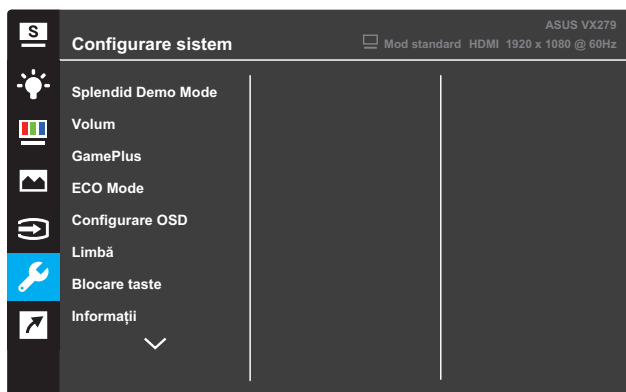 S
ASUS VX279
Configurare sistem
Mod standard HDMI 1920 x 1080 @ 60Hz
Splendid Demo Mode
Volum
GamePlus
ECO Mode
Configurare OSD
Limbă
Blocare taste
Informații